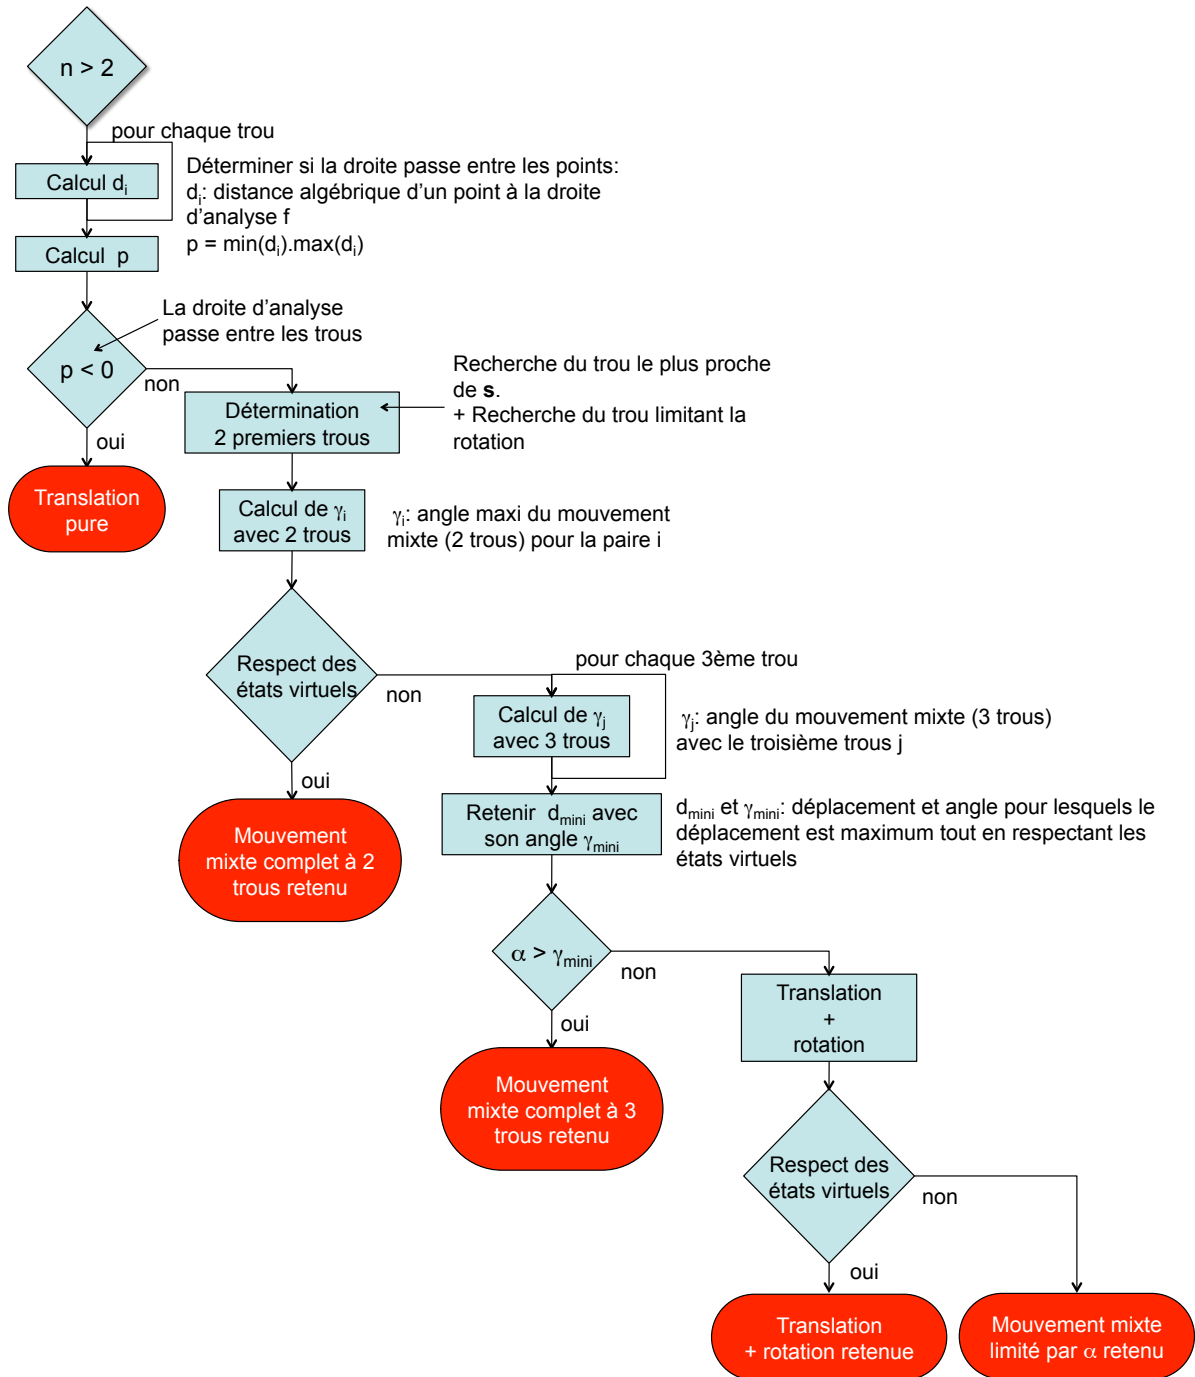 n > 2
pour chaque trou
Calcul di
Déterminer si la droite passe entre les points:
di: distance algébrique d'un point à la droite
d'analyse f
p = min(di).max(di)
Calcul p
La droite d'analyse
passe entre les trous
p < 0
non
oui
Translation
pure
Recherche du trou le plus proche
de s.
+ Recherche du trou limitant la
rotation
Détermination
2 premiers trous
Calcul de γi
avec 2 trous
γi: angle maxi du mouvement
mixte (2 trous) pour la paire i
Respect des
états virtuels
non
oui
Mouvement
mixte complet à 2
trous retenu
pour chaque 3ème trou
Calcul de γj
avec 3 trous
γj: angle du mouvement mixte (3 trous)
avec le troisième trous j
Retenir dmini avec
son angle γmini
dmini et γmini: déplacement et angle pour lesquels le
déplacement est maximum tout en respectant les
états virtuels
α > γmini
non
oui
Mouvement
mixte complet à 3
trous retenu
Translation
+
rotation
Respect des
états virtuels
non
oui
Translation
+ rotation retenue
Mouvement mixte
limité par α retenu